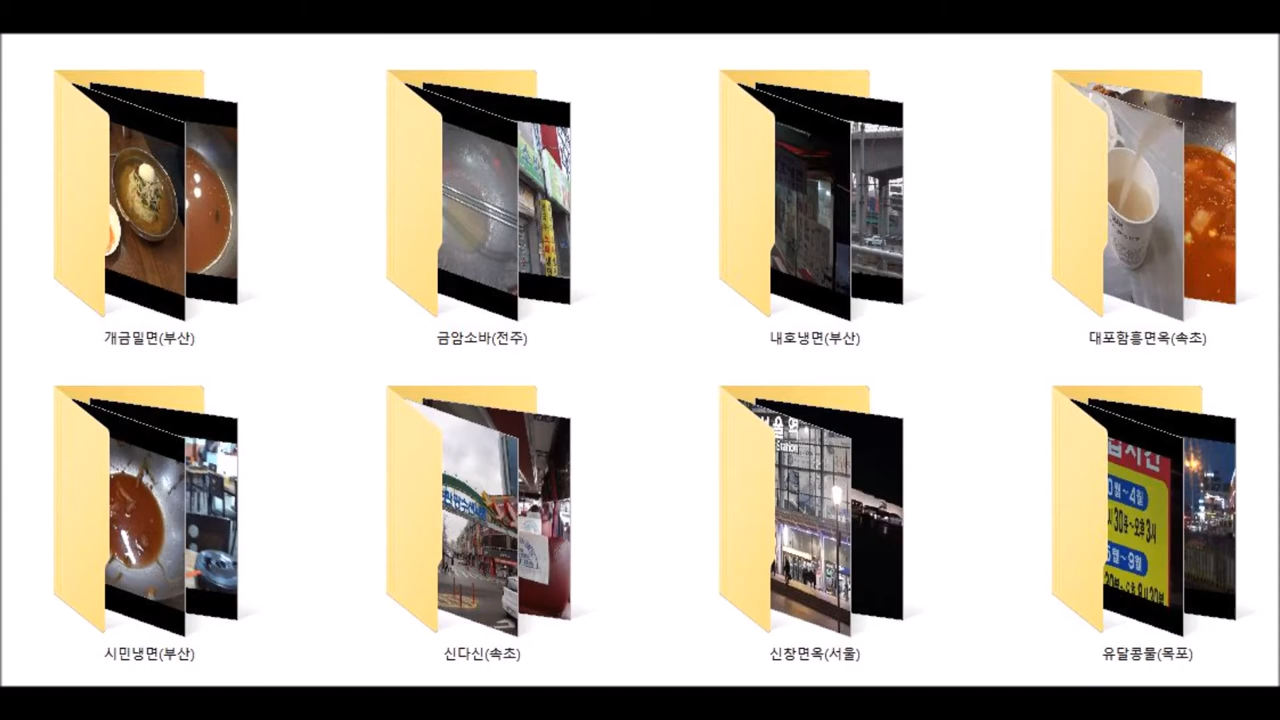 개금밀면(부산)
금암소바(전주)
내호냉면(부산)
대포함흥면옥(속초)
시민냉면(부산)
신다신(속초)
신창면옥(서울)
유달콩물(목포)